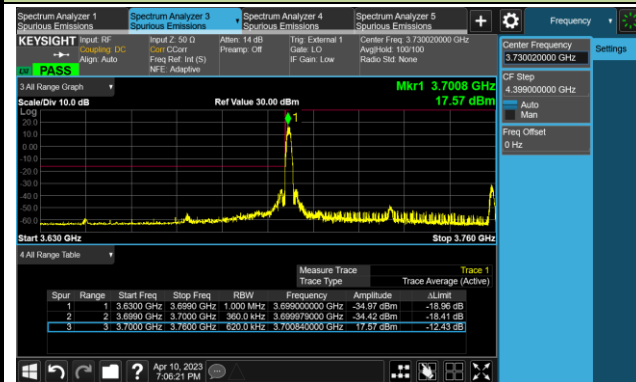 Spectrum Analyzer 1
Spurious Emissions
Spectrum Analyzer 3
Spurious Emissions
Spectrum Analyzer 4
Spurious Emissions
Spectrum Analyzer 5
Spurious Emissions
+
Frequency
KEYSIGHT
Input: RF
Coupling: DC
Align: Auto
Input Z: 50 Ω
Corr CCorr
Freq Ref: Int (S)
NFE: Adaptive
Atten: 14 dB
Preamp: Off
Trig: External 1
Gate: LO
IF Gain: Low
Center Freq: 3.730020000 GHz
Avg|Hold: 100/100
Radio Std: None
PASS
Center Frequency
3.730020000 GHz
Settings
CF Step
4.399000000 GHz
Auto
Man
Freq Offset
0 Hz
3 All Range Graph
Mkr1 3.7008 GHz
Scale/Div 10.0 dB
Ref Value 30.00 dBm
17.57 dBm
Log
20.0
10.0
0.00
-10.0
-20.0
-30.0
-40.0
-50.0
-60.0
1
Start 3.630 GHz
Stop 3.760 GHz
4 All Range Table
Measure Trace Trace 1
Trace Type Trace Average (Active)
Spur Range Start Freq Stop Freq RBW Frequency Amplitude ΔLimit
1 1 3.6300 GHz 3.6990 GHz 1.000 MHz 3.699000000 GHz -34.97 dBm -18.96 dB
2 2 3.6990 GHz 3.7000 GHz 360.0 kHz 3.699979000 GHz -34.42 dBm -18.41 dB
3 3 3.7000 GHz 3.7600 GHz 620.0 kHz 3.700840000 GHz 17.57 dBm -12.43 dB
?
Apr 10, 2023
7:06:21 PM